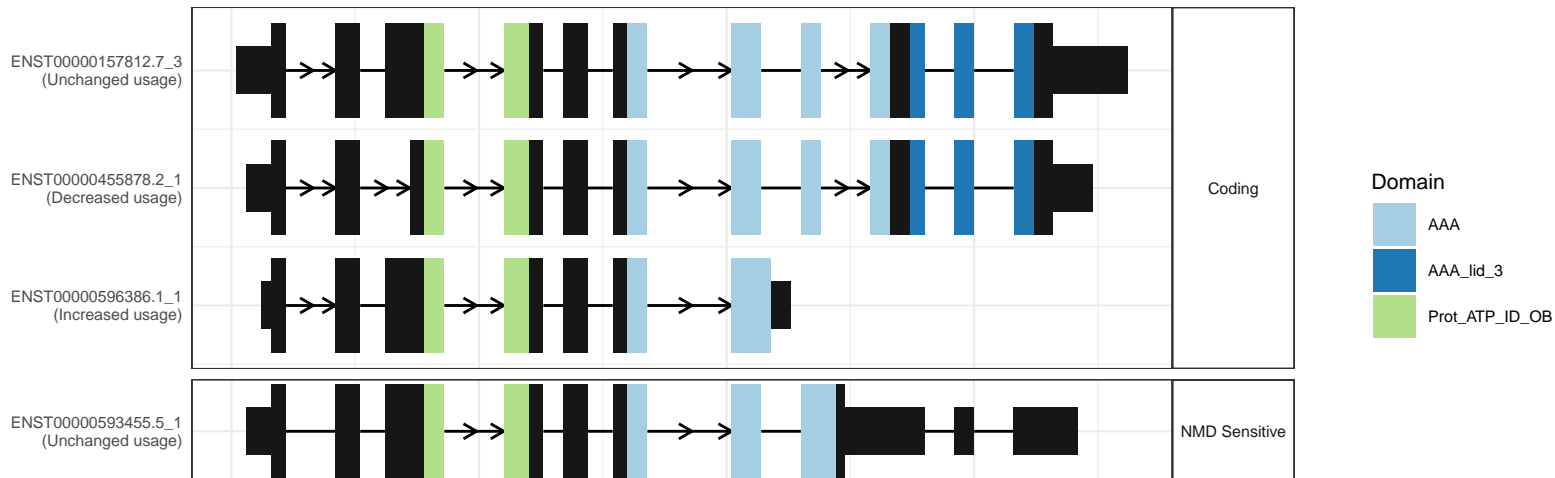 ENST00000157812.7_3
(Unchanged usage)
ENST00000455878.2_1
(Decreased usage)
ENST00000596386.1_1
(Increased usage)
ENST00000593455.5_1
(Unchanged usage)
Coding
NMD Sensitive
Domain
AAA
AAA_lid_3
Prot_ATP_ID_OB